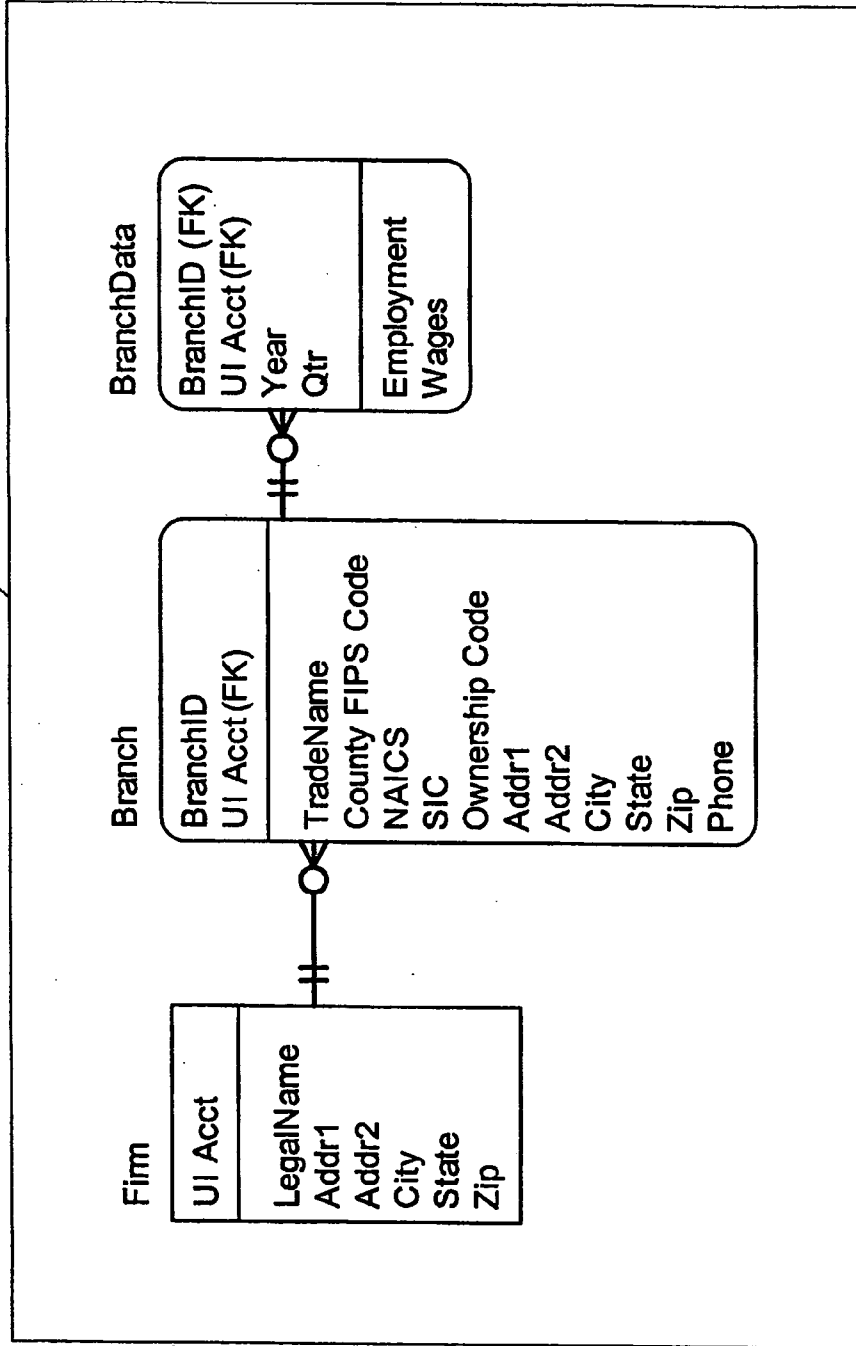 Firm
UI Acct
LegalName
Addr1
Addr2
City
State
Zip
Branch
BranchID
UI Acct(FK)
TradeName
County FIPS Code
NAICS
SIC
Ownership Code
Addr1
Addr2
City
State
Zip
Phone
BranchData
BranchID (FK)
UI Acct(FK)
Year
Qtr
Employment
Wages